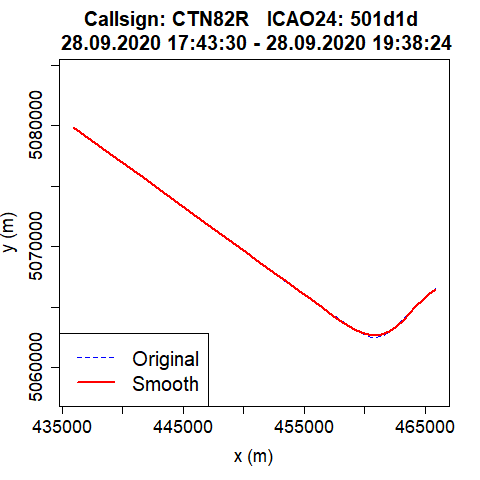 Callsign: CTN82R   ICAO24: 501d1d
28.09.2020 17:43:30 - 28.09.2020 19:38:24
5080000
5070000
5060000
y (m)
Original
Smooth
435000 445000 455000 465000
x (m)